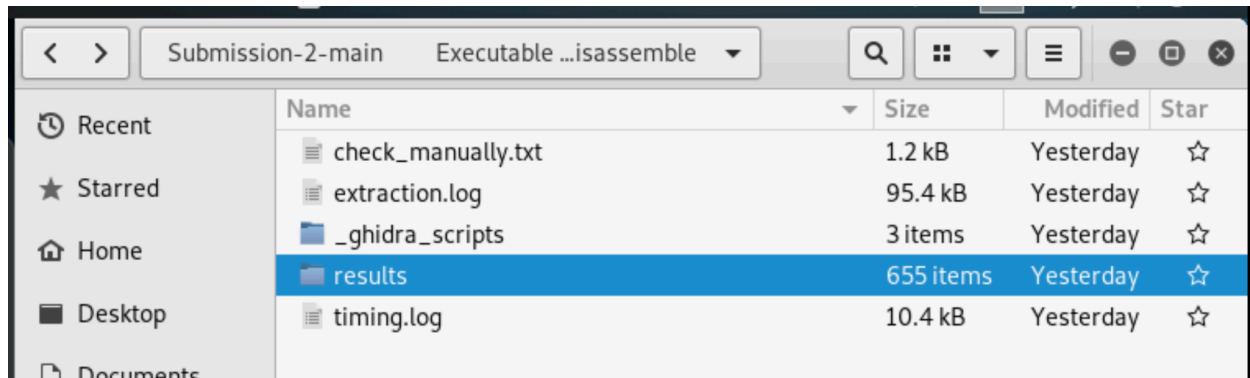 Submission-2-main Executable ...isassemble
Name Size Modified Star
Recent
check_manually.txt 1.2 kB Yesterday
extraction.log 95.4 kB Yesterday
Starred
_ghidra_scripts 3 items Yesterday
Home
results 655 items Yesterday
Desktop
timing.log 10.4 kB Yesterday
Documents